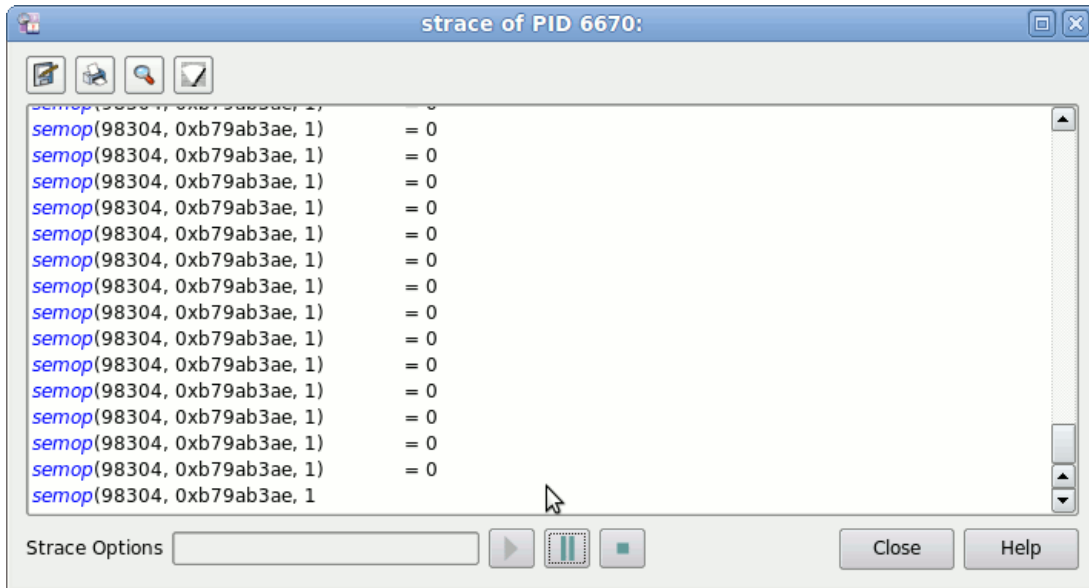 strace of PID 6670:
semop(98304, 0xb79ab3ae, 1) = 0
semop(98304, 0xb79ab3ae, 1) = 0
semop(98304, 0xb79ab3ae, 1) = 0
semop(98304, 0xb79ab3ae, 1) = 0
semop(98304, 0xb79ab3ae, 1) = 0
semop(98304, 0xb79ab3ae, 1) = 0
semop(98304, 0xb79ab3ae, 1) = 0
semop(98304, 0xb79ab3ae, 1) = 0
semop(98304, 0xb79ab3ae, 1) = 0
semop(98304, 0xb79ab3ae, 1) = 0
semop(98304, 0xb79ab3ae, 1) = 0
semop(98304, 0xb79ab3ae, 1) = 0
semop(98304, 0xb79ab3ae, 1) = 0
semop(98304, 0xb79ab3ae, 1) = 0
semop(98304, 0xb79ab3ae, 1
Strace Options Close Help